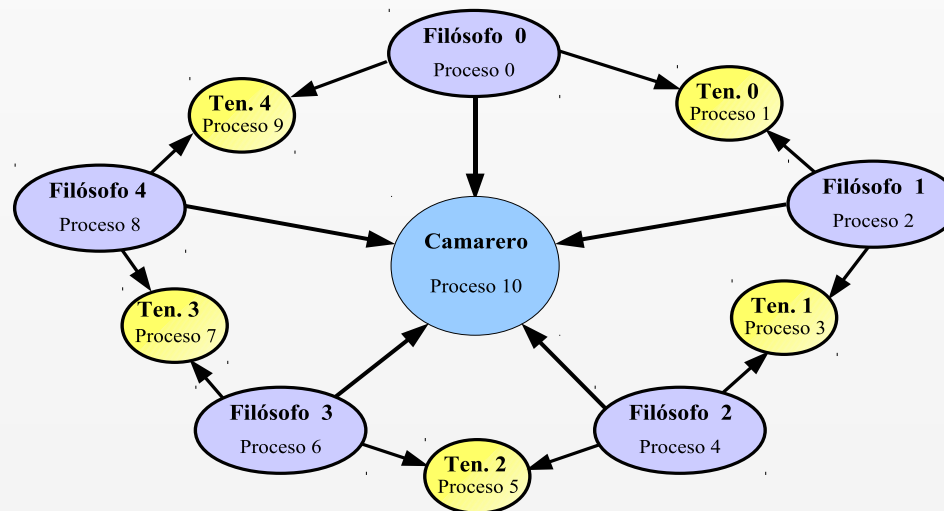 Filósofo 0
Proceso 0
Ten. 4
Proceso 9
Ten. 0
Proceso 1
Filósofo 4
Proceso 8
Filósofo 1
Proceso 2
Camarero
Proceso 10
Ten. 3
Proceso 7
Ten. 1
Proceso 3
Filósofo 3
Proceso 6
Filósofo 2
Proceso 4
Ten. 2
Proceso 5